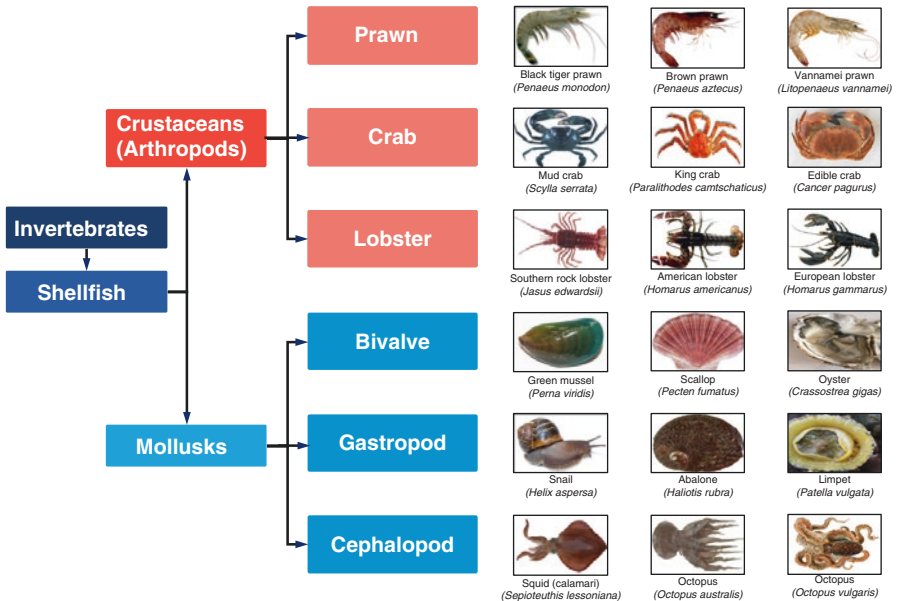 Prawn
Black tiger prawn
(Penaeus monodon)
Brown prawn
(Penaeus aztecus)
Vannamei prawn
(Litopenaeus vannamei)
Crustaceans
(Arthropods)
Crab
Mud crab
(Scylla serrata)
King crab
(Paralithodes camtschaticus)
Edible crab
(Cancer pagurus)
Invertebrates
Lobster
Southern rock lobster
(Jasus edwardsii)
American lobster
(Homarus americanus)
European lobster
(Homarus gammarus)
Shellfish
Bivalve
Green mussel
(Perna viridis)
Scallop
(Pecten fumatus)
Oyster
(Crassostrea gigas)
Mollusks
Gastropod
Snail
(Helix aspersa)
Abalone
(Haliotis rubra)
Limpet
(Patella vulgata)
Cephalopod
Squid (calamari)
(Sepioteuthis lessoniana)
Octopus
(Octopus australis)
Octopus
(Octopus vulgaris)